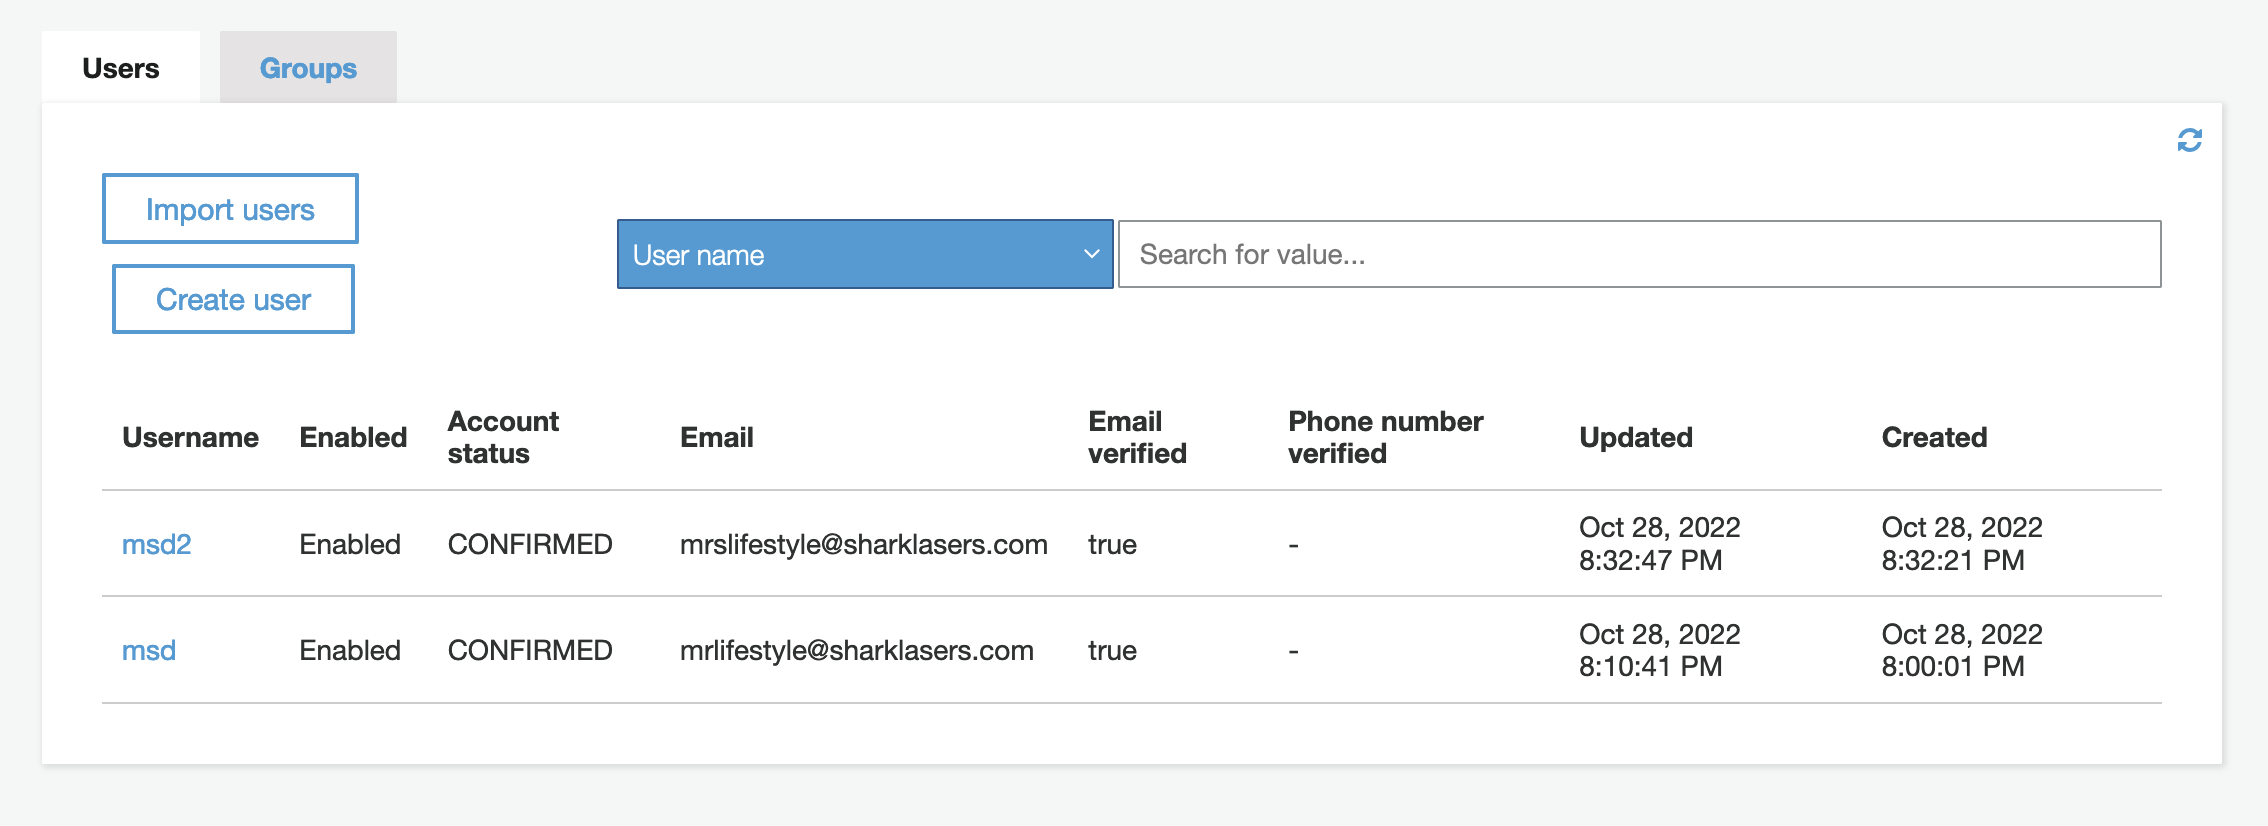 Users Groups
Import users
Create user
User name Search for value...
Username Enabled Account status Email Email verified Phone number verified Updated Created
msd2 Enabled CONFIRMED mrslifestyle@sharklasers.com true - Oct 28, 2022 8:32:47 PM Oct 28, 2022 8:32:21 PM
msd Enabled CONFIRMED mrlifestyle@sharklasers.com true - Oct 28, 2022 8:10:41 PM Oct 28, 2022 8:00:01 PM